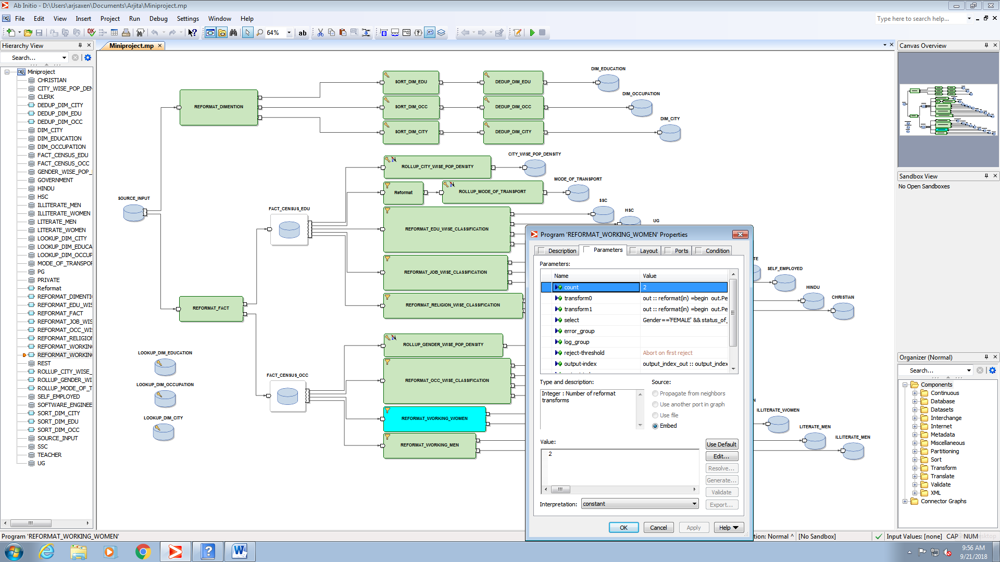 Ab Initio - D:\Users\arjsaxen\Documents\Arjita\Miniproject.mp
File Edit View Insert Project Run Debug Settings Window Help
Type here to search help...
64%
ab
Hierarchy View
Search...
Miniproject
CHRISTIAN
CITY_WISE_POP_DEN
CLERK
DEDUP_DIM_CITY
DEDUP_DIM_EDU
DEDUP_DIM_OCC
DIM_CITY
DIM_EDUCATION
DIM_OCCUPATION
FACT_CENSUS_EDU
FACT_CENSUS_OCC
GENDER_WISE_POP_
GOVERNMENT
HINDU
HSC
ILLITERATE_MEN
ILLITERATE_WOMEN
LITERATE_MEN
LITERATE_WOMEN
LOOKUP_DIM_CITY
LOOKUP_DIM_EDUCA
LOOKUP_DIM_OCCUP
MODE_OF_TRANSPOR
PG
PRIVATE
Reformat
REFORMAT_DIMENTIC
REFORMAT_EDU_WIS
REFORMAT_FACT
REFORMAT_JOB_WIS
REFORMAT_OCC_WIS
REFORMAT_RELIGION
REFORMAT_WORKING
REFORMAT_WORKING
REST
ROLLUP_CITY_WISE_
ROLLUP_GENDER_WI
ROLLUP_MODE_OF_T
SELF_EMPLOYED
SOFTWARE_ENGINEE
SORT_DIM_CITY
SORT_DIM_EDU
SORT_DIM_OCC
SOURCE_INPUT
SSC
TEACHER
UG
Miniproject.mp
SOURCE_INPUT
REFORMAT_DIMENTION
SORT_DIM_EDU
DEDUP_DIM_EDU
DIM_EDUCATION
SORT_DIM_OCC
DEDUP_DIM_OCC
DIM_OCCUPATION
SORT_DIM_CITY
DEDUP_DIM_CITY
DIM_CITY
ROLLUP_CITY_WISE_POP_DENSITY
CITY_WISE_POP_DENSITY
Reformat
ROLLUP_MODE_OF_TRANSPORT
MODE_OF_TRANSPORT
FACT_CENSUS_EDU
REFORMAT_EDU_WISE_CLASSIFICATION
SSC
HSC
UG
REFORMAT_JOB_WISE_CLASSIFICATION
TE
SELF_EMPLOYED
REFORMAT_FACT
REFORMAT_RELIGION_WISE_CLASSIFICATION
HINDU
CHRISTIAN
ROLLUP_GENDER_WISE_POP_DENSITY
LOOKUP_DIM_EDUCATION
LOOKUP_DIM_OCCUPATION
LOOKUP_DIM_CITY
FACT_CENSUS_OCC
REFORMAT_OCC_WISE_CLASSIFICATION
REFORMAT_WORKING_WOMEN
REFORMAT_WORKING_MEN
N
ILLITERATE_WOMEN
LITERATE_MEN
ILLITERATE_MEN
Program 'REFORMAT_WORKING_WOMEN' Properties
Description Parameters Layout Ports Condition
Parameters:
Name Value
count 2
transform0 out :: reformat(in) =begin out.Pe
transform1 out :: reformat(in) =begin out.Pe
select Gender=='FEMALE' && status_of_
error_group
log_group
reject-threshold Abort on first reject
output-index output_index_out :: output_index
Type and description:
Integer : Number of reformat
transforms
Source:
Propagate from neighbors
Use another port in graph
Use file
Embed
Value:
2
Use Default
Edit...
Resolve...
Generate...
Validate
Export...
Interpretation: constant
OK Cancel Apply Help
Canvas Overview
Sandbox View
No Open Sandboxes
Organizer (Normal)
Search...
Components
Continuous
Database
Datasets
Interchange
Internet
Metadata
Miscellaneous
Partitioning
Sort
Transform
Translate
Validate
XML
Connector Graphs
Program 'REFORMAT_WORKING_WOMEN'
tion: Normal ^ [No Sandbox] Input Values: [none] CAP NUM
9:56 AM
9/21/2018